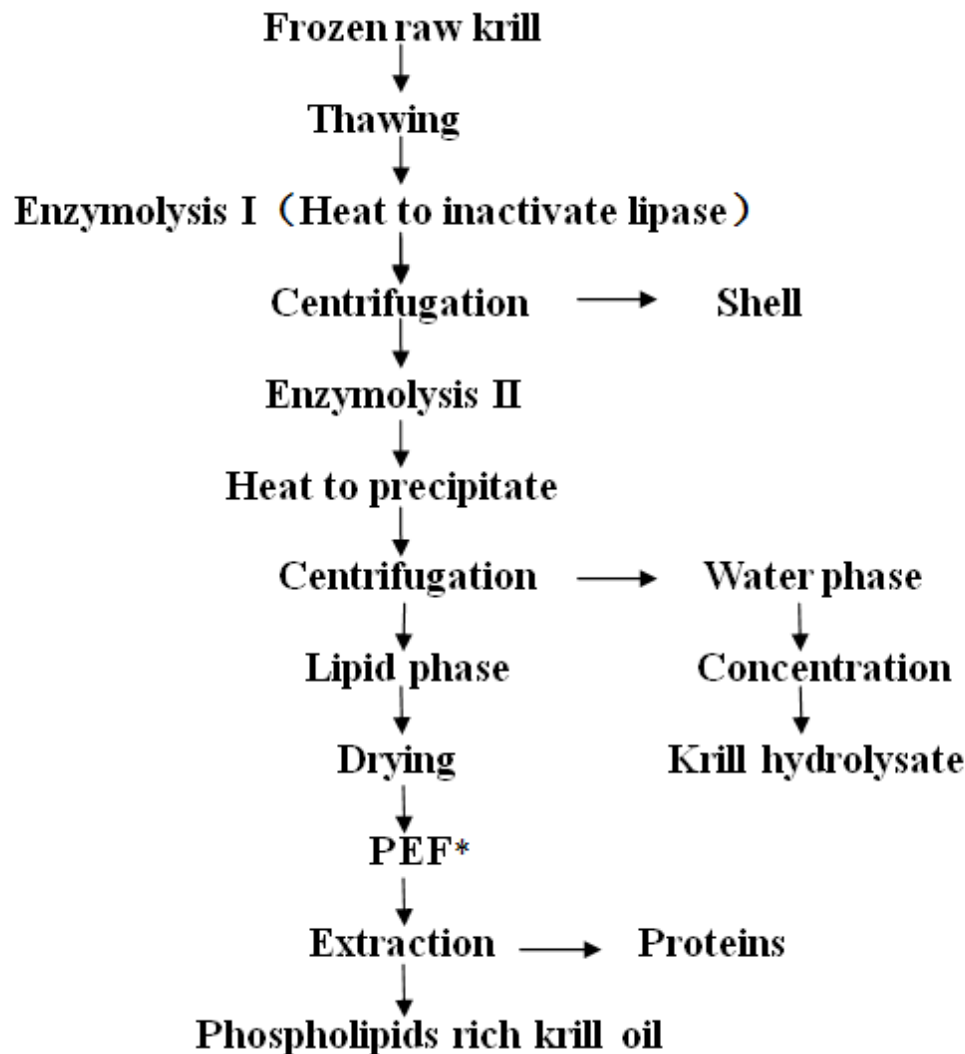 Frozen raw krill
Thawing
Enzymolysis I（Heat to inactivate lipase）
Centrifugation
Shell
Enzymolysis II
Heat to precipitate
Centrifugation
Water phase
Lipid phase
Concentration
Drying
Krill hydrolysate
PEF*
Extraction
Proteins
Phospholipids rich krill oil